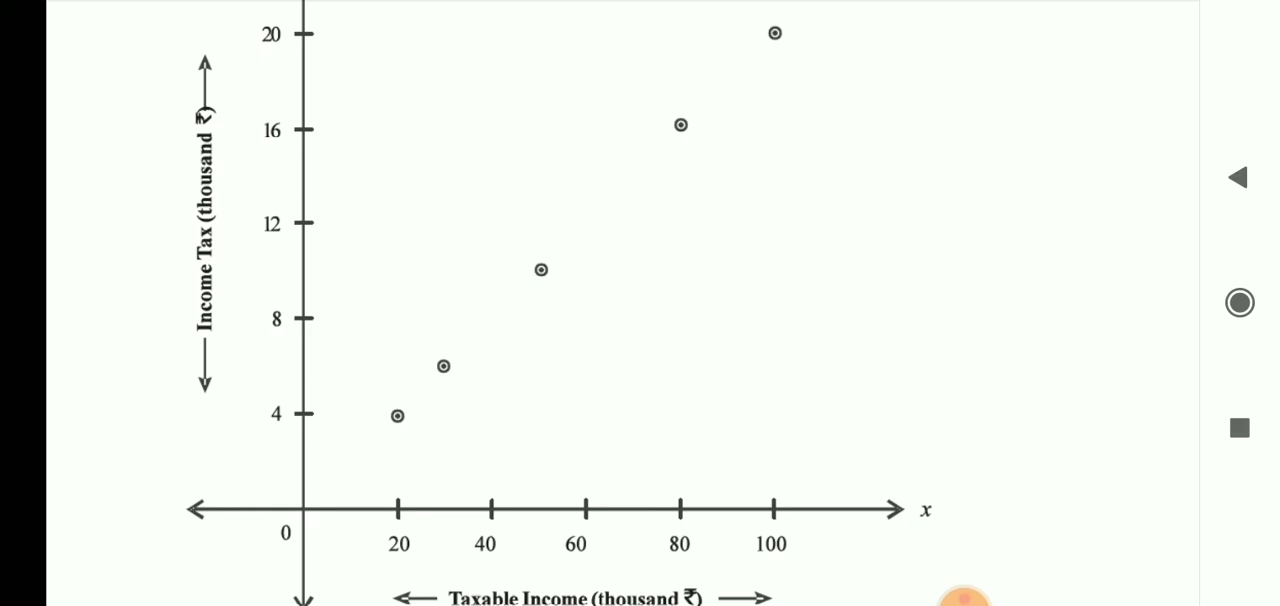 20
16
12
8
4
Income Tax (thousand ₹)
0
20 40 60 80 100
x
Taxable Income (thousand ₹)